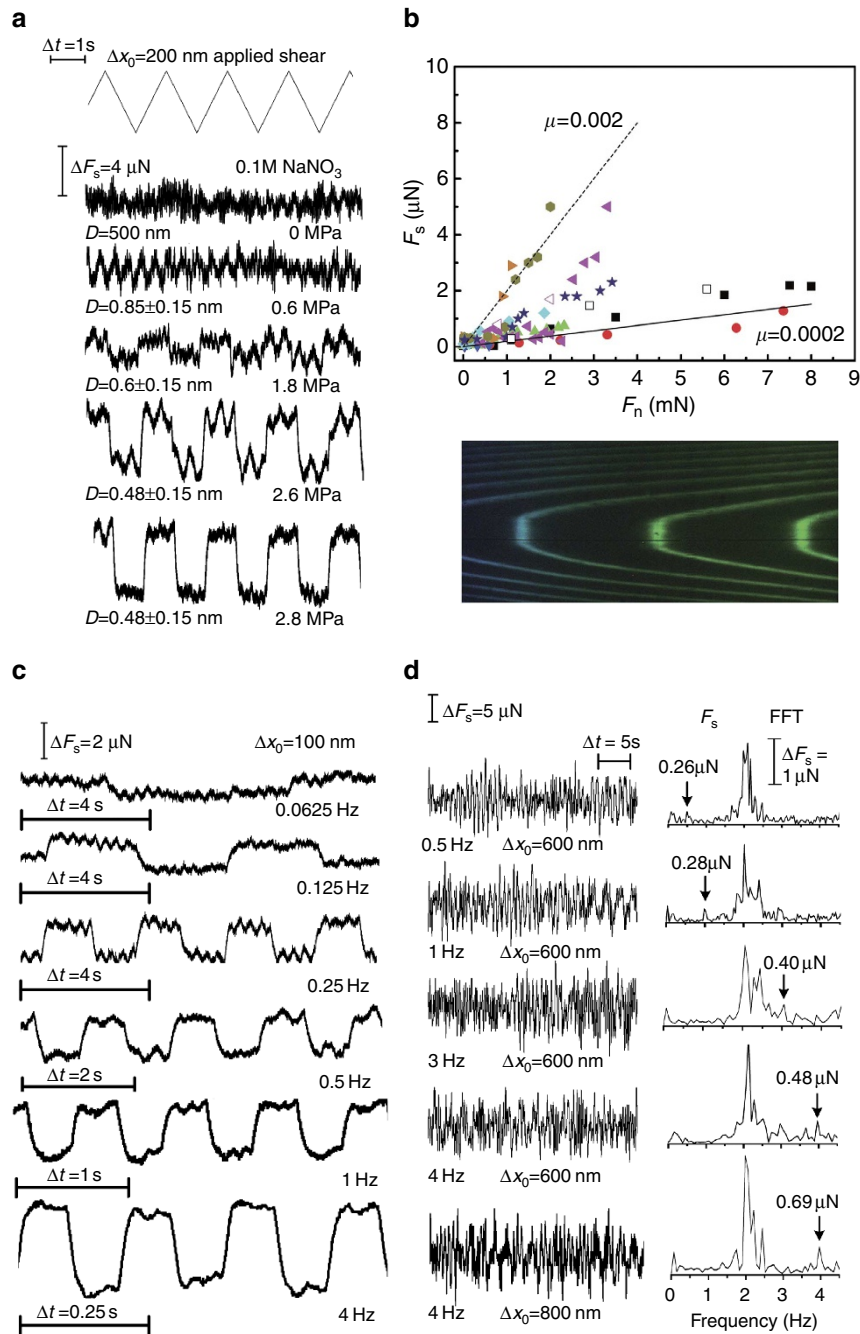 a
Δt=1s
Δx₀=200 nm applied shear
ΔFₛ=4 μN
0.1M NaNO₃
D=500 nm 0 MPa
D=0.85±0.15 nm 0.6 MPa
D=0.6±0.15 nm 1.8 MPa
D=0.48±0.15 nm 2.6 MPa
D=0.48±0.15 nm 2.8 MPa
b
10
8
6
4
2
0
Fₛ (μN)
μ=0.002
μ=0.0002
0 1 2 3 4 5 6 7 8 9
Fₙ (mN)
c
ΔFₛ=2 μN
Δx₀=100 nm
0.0625 Hz
Δt=4 s
0.125 Hz
Δt=4 s
0.25 Hz
Δt=4 s
0.5 Hz
Δt=2 s
1 Hz
Δt=1 s
4 Hz
Δt=0.25 s
d
ΔFₛ=5 μN
Δt = 5s
Fₛ FFT
ΔFₛ =
1 μN
0.26μN
0.5 Hz Δx₀=600 nm
0.28μN
1 Hz Δx₀=600 nm
0.40μN
3 Hz Δx₀=600 nm
0.48μN
4 Hz Δx₀=600 nm
0.69μN
4 Hz Δx₀=800 nm
0 1 2 3 4
Frequency (Hz)